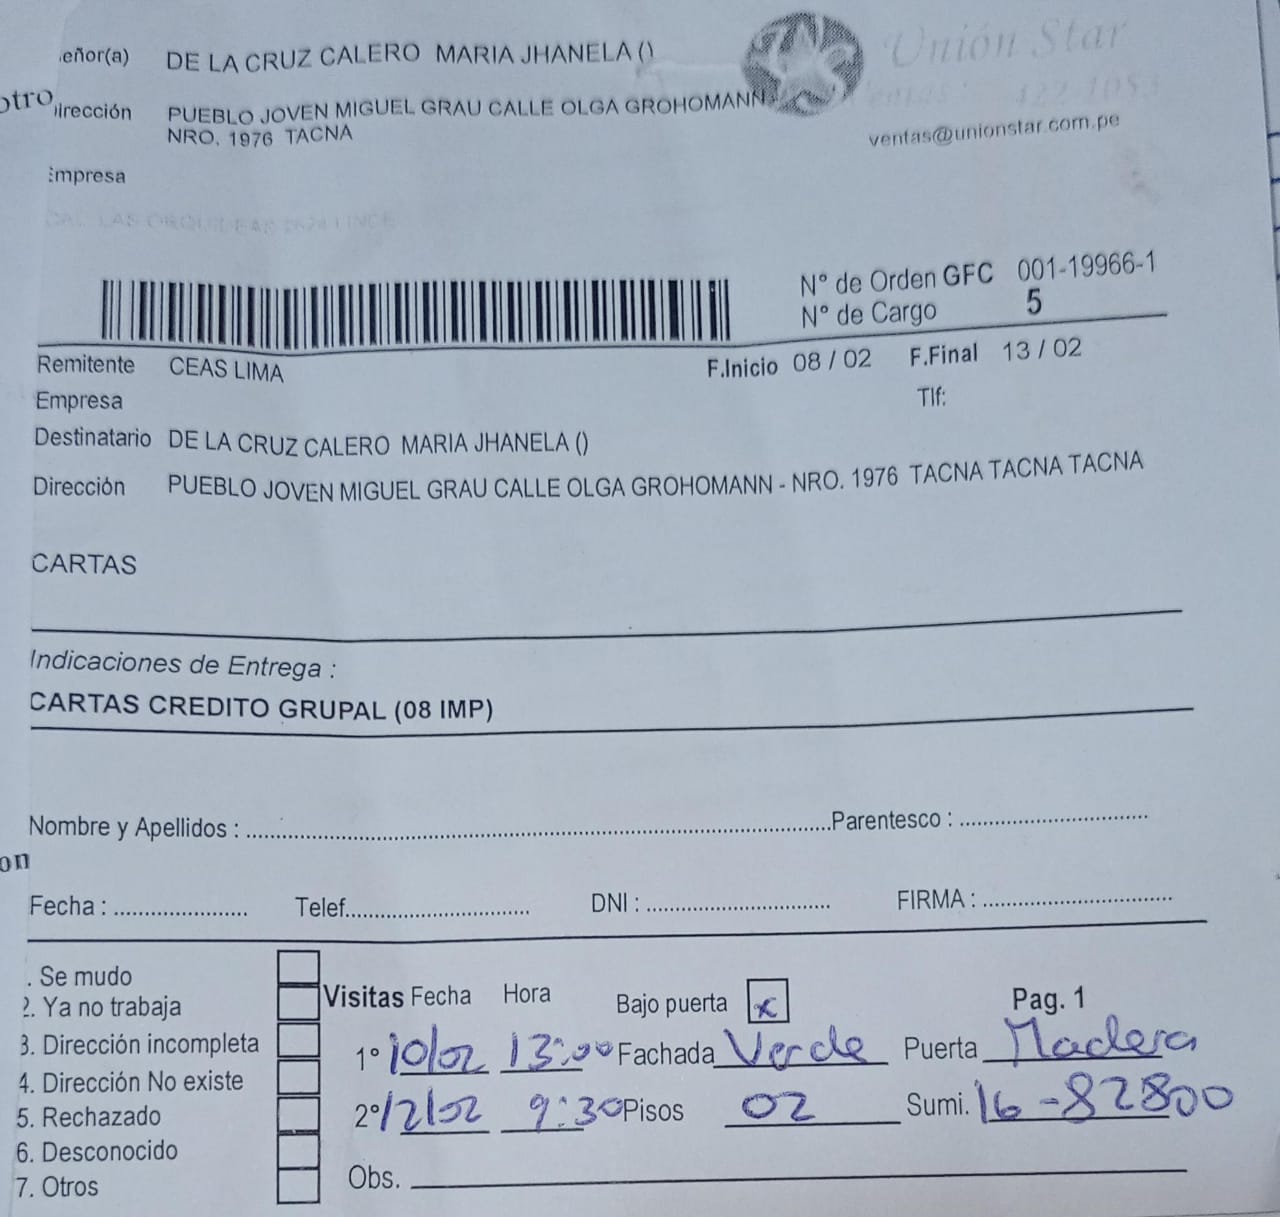 eñor(a) DE LA CRUZ CALERO MARIA JHANELA ()
Unión Star
otro
irección PUEBLO JOVEN MIGUEL GRAU CALLE OLGA GROHOMANN
NRO. 1976 TACNA
ventas@unionstar.com.pe
Empresa
Nº de Orden GFC 001-19966-1
Nº de Cargo 5
Remitente CEAS LIMA F.Inicio 08 / 02 F.Final 13 / 02
Empresa Tlf:
Destinatario DE LA CRUZ CALERO MARIA JHANELA ()
Dirección PUEBLO JOVEN MIGUEL GRAU CALLE OLGA GROHOMANN - NRO. 1976 TACNA TACNA TACNA
CARTAS
Indicaciones de Entrega :
CARTAS CREDITO GRUPAL (08 IMP)
Nombre y Apellidos : Parentesco :
on
Fecha : Telef. DNI : FIRMA :
. Se mudo
2. Ya no trabaja
3. Dirección incompleta
4. Dirección No existe
5. Rechazado
6. Desconocido
7. Otros
Visitas Fecha Hora Bajo puerta x Pag. 1
1º 10/02 13:00 Fachada Verde Puerta Madera
2º 12/02 9:30 Pisos 02 Sumi. 16-82800
Obs.